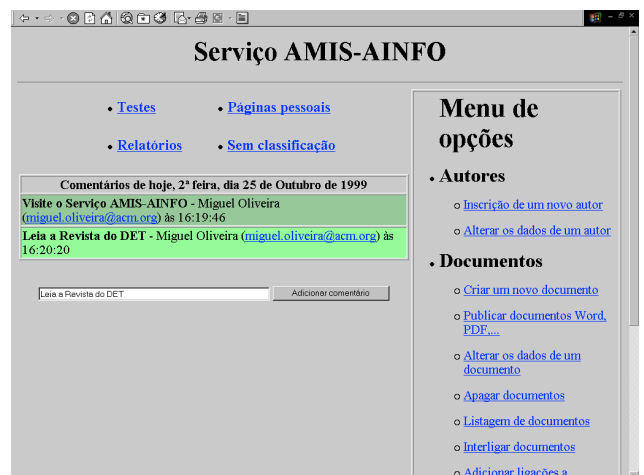 Serviço AMIS-AINFO
Testes
Páginas pessoais
Relatórios
Sem classificação
Comentários de hoje, 2ª feira, dia 25 de Outubro de 1999
Visite o Serviço AMIS-AINFO - Miguel Oliveira
(miguel.oliveira@acm.org) às 16:19:46
Leia a Revista do DET - Miguel Oliveira (miguel.oliveira@acm.org) às
16:20:20
Leia a Revista do DET
Adicionar comentário
Menu de
opções
Autores
Inscrição de um novo autor
Alterar os dados de um autor
Documentos
Criar um novo documento
Publicar documentos Word,
PDF,...
Alterar os dados de um
documento
Apagar documentos
Listagem de documentos
Interligar documentos
Adicionar ligações a